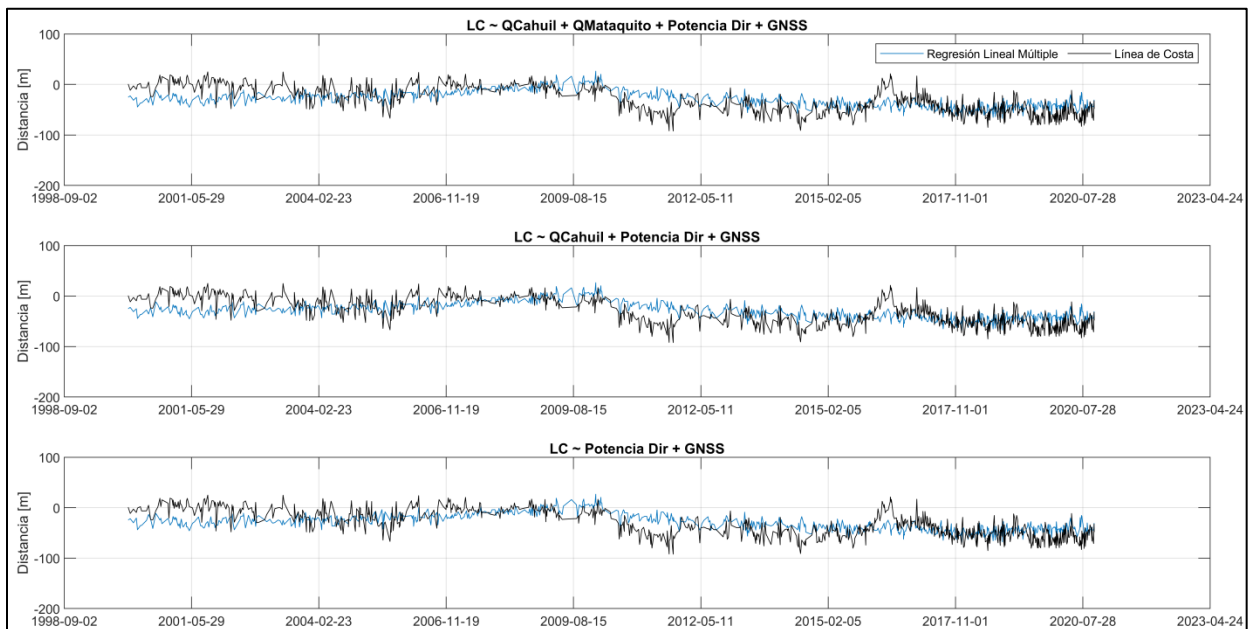 LC ~ QCahuil + QMataquito + Potencia Dir + GNSS
Regresión Lineal Múltiple
Línea de Costa
Distancia [m]
100
0
-100
-200
1998-09-02 2001-05-29 2004-02-23 2006-11-19 2009-08-15 2012-05-11 2015-02-05 2017-11-01 2020-07-28 2023-04-24
LC ~ QCahuil + Potencia Dir + GNSS
Distancia [m]
100
0
-100
-200
1998-09-02 2001-05-29 2004-02-23 2006-11-19 2009-08-15 2012-05-11 2015-02-05 2017-11-01 2020-07-28 2023-04-24
LC ~ Potencia Dir + GNSS
Distancia [m]
100
0
-100
-200
1998-09-02 2001-05-29 2004-02-23 2006-11-19 2009-08-15 2012-05-11 2015-02-05 2017-11-01 2020-07-28 2023-04-24